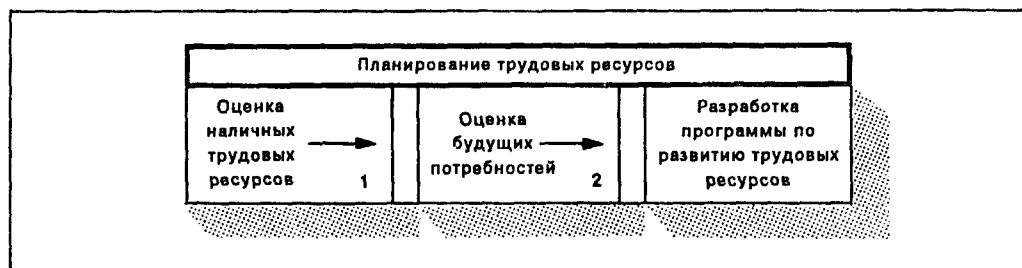 Планирование трудовых ресурсов
Оценка
наличных
трудовых
ресурсов
1
Оценка
будущих
потребностей
2
Разработка
программы по
развитию трудовых
ресурсов